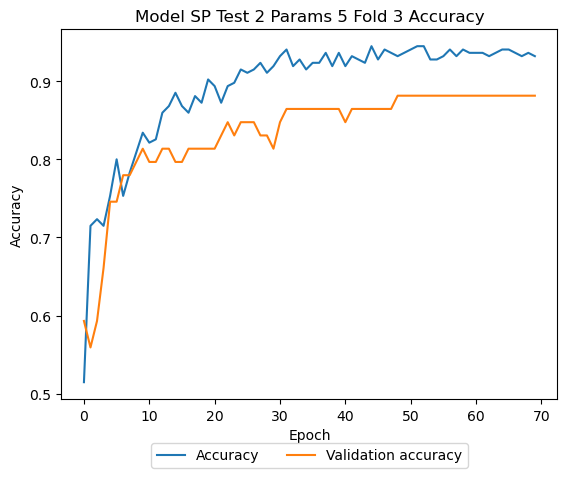 Model SP Test 2 Params 5 Fold 3 Accuracy
0.9
0.8
0.7
0.6
0.5
Accuracy
0 10 20 30 40 50 60 70
Epoch
Accuracy Validation accuracy